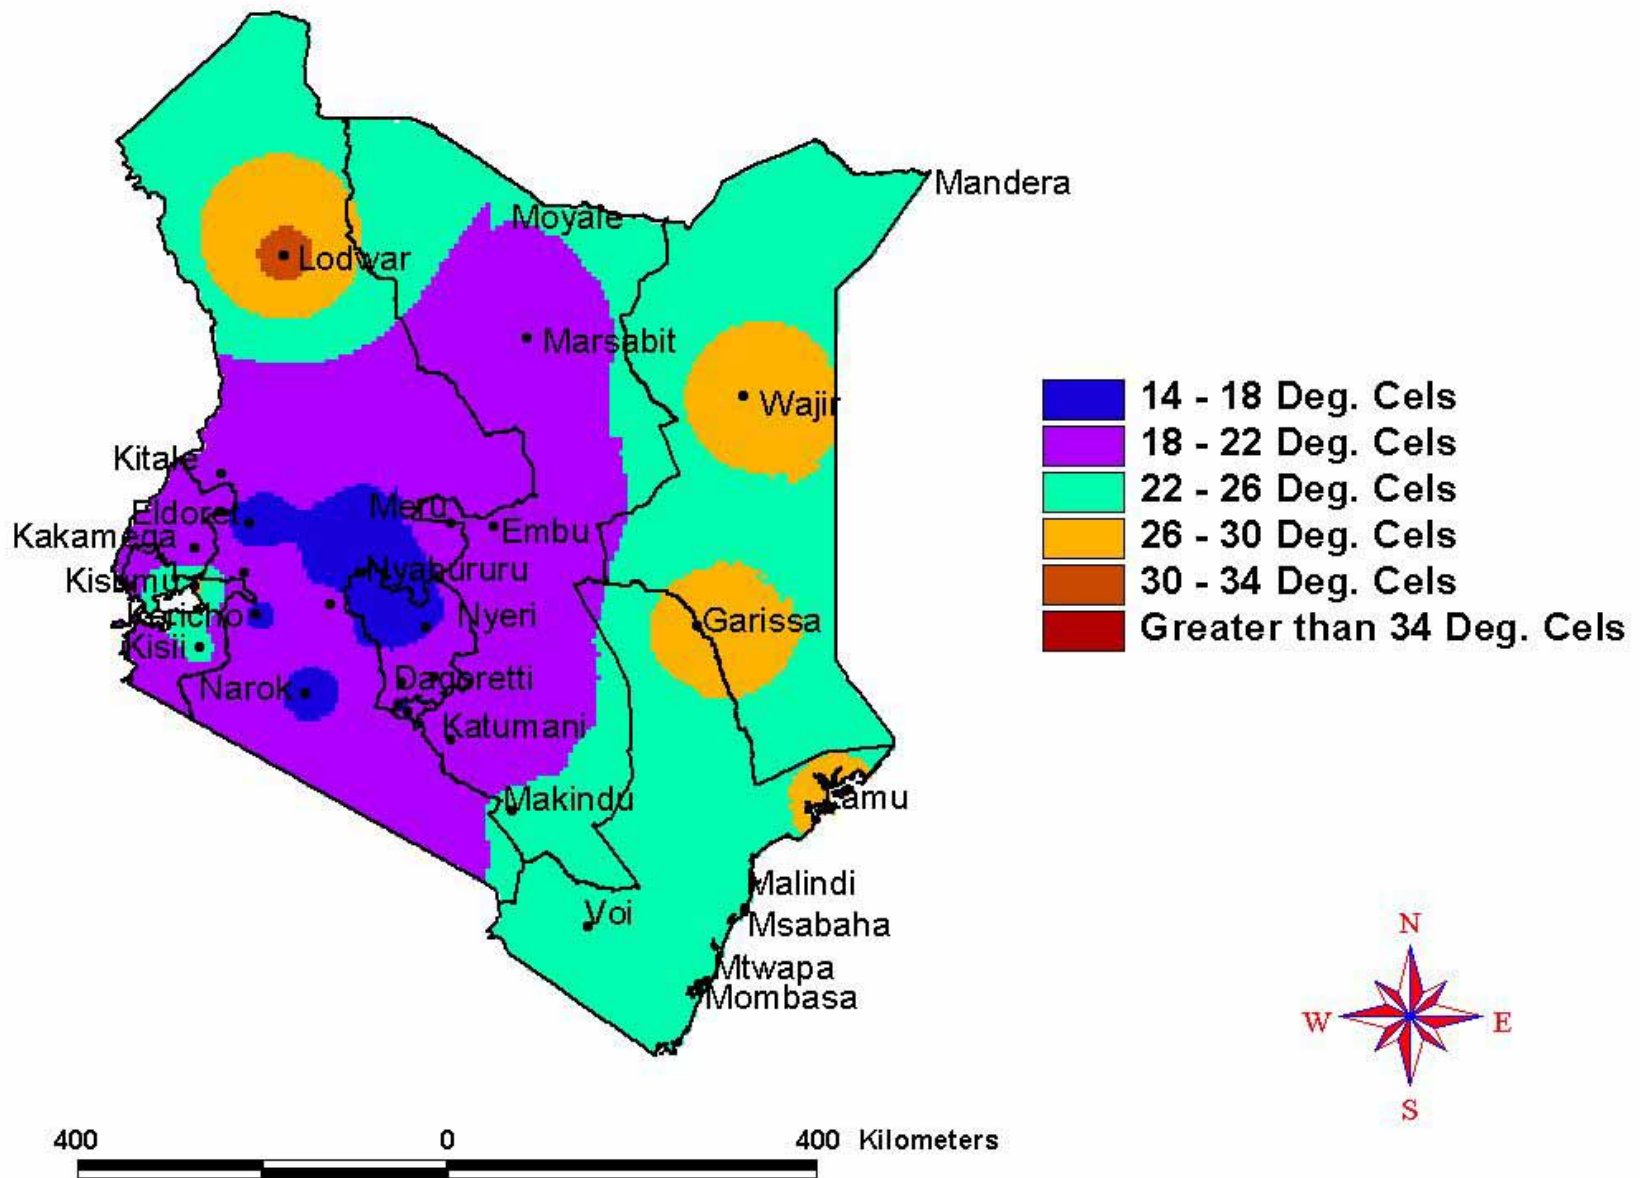 Mandera
Moyale
Lodwar
Marsabit
Wajir
14 - 18 Deg. Cels
18 - 22 Deg. Cels
22 - 26 Deg. Cels
26 - 30 Deg. Cels
30 - 34 Deg. Cels
Greater than 34 Deg. Cels
Kitale
Eldoret
Meru
Embu
Kakamega
Kisumu
Nyahururu
Kericho
Nyeri
Garissa
Kisii
Narok
Dagoretti
Katumani
Makindu
Lamu
Malindi
Voi
Msabaha
Mtwapa
Mombasa
N
W E
S
400 0 400 Kilometers